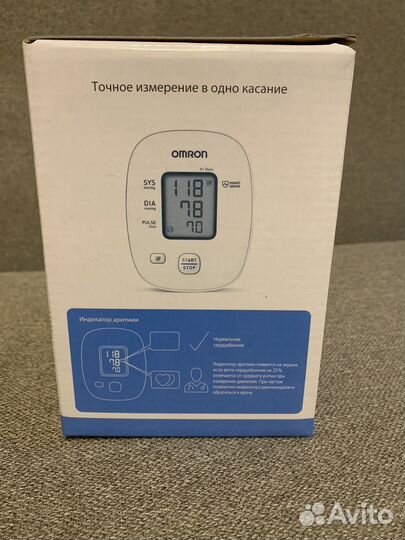 Точное измерение в одно касание
OMRON
M1 Basic
SYS
mmHg
118
intelli
sense
DIA
mmHg
78
PULSE
/min
70
START
STOP
Индикатор аритмии
118
78
70
Нормальное
сердцебиение
Индикатор аритмии появится на экране,
если ритм сердцебиения на 25%
отличается от среднего ритма при
измерении давления. При частом
появлении индикатора рекомендовано
обратиться к врачу
Avito